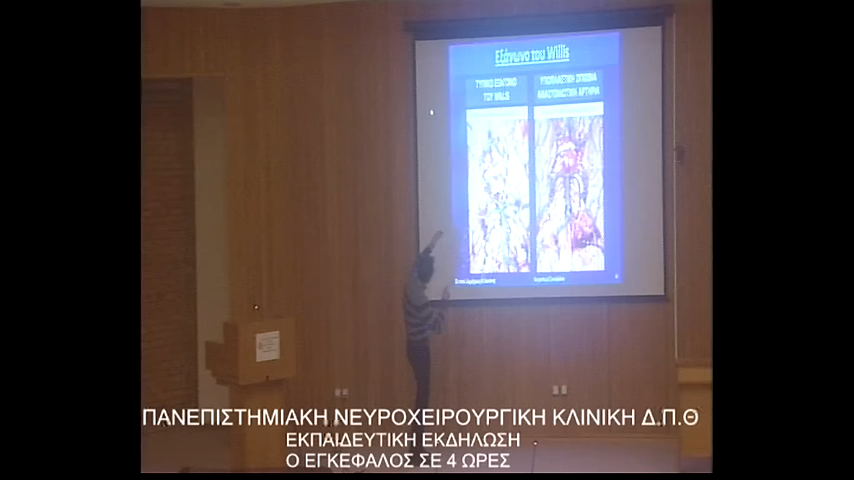 Εξάγωνο του Willis
ΤΥΠΙΚΟ ΕΞΑΓΩΝΟ
ΤΟΥ WILLIS
ΥΠΟΠΛΑΣΤΙΚΗ ΟΠΙΣΘΙΑ
ΑΝΑΣΤΟΜΩΤΙΚΗ ΑΡΤΗΡΙΑ
ΠΑΝΕΠΙΣΤΗΜΙΑΚΗ ΝΕΥΡΟΧΕΙΡΟΥΡΓΙΚΗ ΚΛΙΝΙΚΗ Δ.Π.Θ
ΕΚΠΑΙΔΕΥΤΙΚΗ ΕΚΔΗΛΩΣΗ
Ο ΕΓΚΕΦΑΛΟΣ ΣΕ 4 ΩΡΕΣ